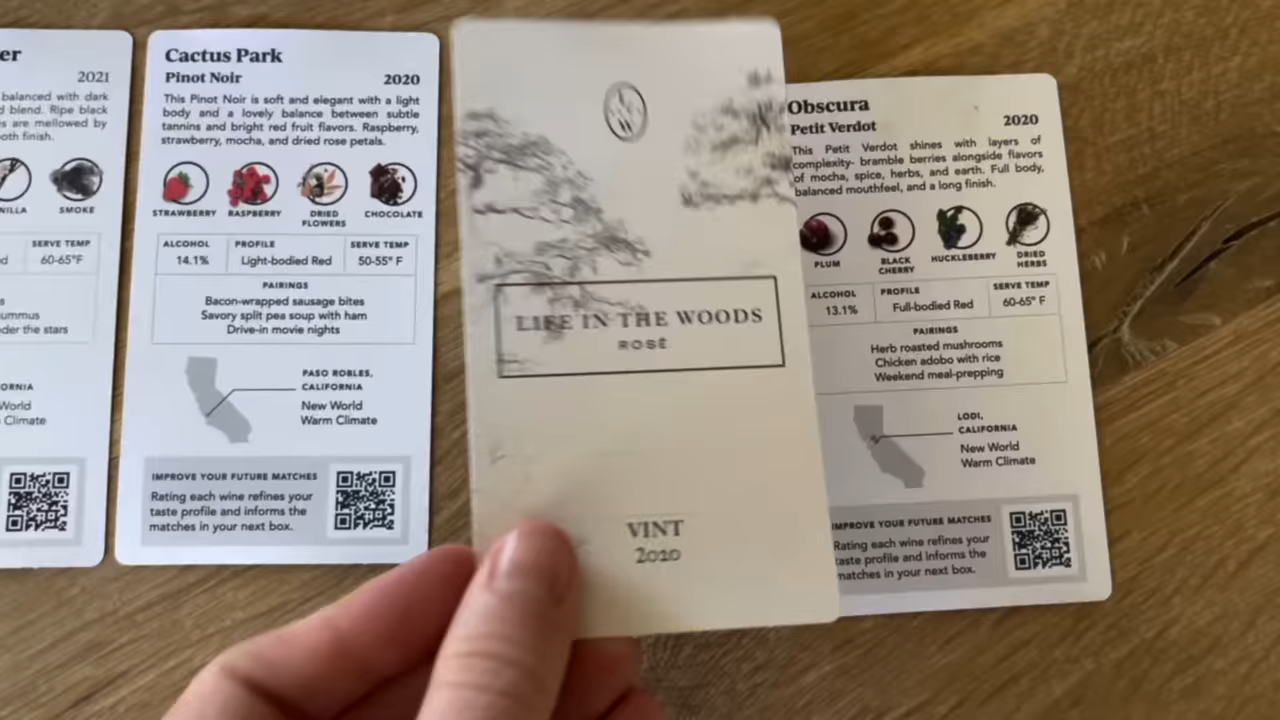 er
2021
balanced with dark
d blend. Ripe black
es are mellowed by
oth finish.
NILLA
SMOKE
SERVE TEMP
d
60-65°F
s
ummus
der the stars
ORNIA
World
Climate
Cactus Park
Pinot Noir 2020
This Pinot Noir is soft and elegant with a light
body and a lovely balance between subtle
tannins and bright red fruit flavors. Raspberry,
strawberry, mocha, and dried rose petals.
STRAWBERRY
RASPBERRY
DRIED
FLOWERS
CHOCOLATE
ALCOHOL
14.1%
PROFILE
Light-bodied Red
SERVE TEMP
50-55° F
PAIRINGS
Bacon-wrapped sausage bites
Savory split pea soup with ham
Drive-in movie nights
PASO ROBLES,
CALIFORNIA
New World
Warm Climate
IMPROVE YOUR FUTURE MATCHES
Rating each wine refines your
taste profile and informs the
matches in your next box.
LIFE IN THE WOODS
ROSÉ
VINT
2020
Obscura
Petit Verdot 2020
This Petit Verdot shines with layers of
complexity- bramble berries alongside flavors
of mocha, spice, herbs, and earth. Full body,
balanced mouthfeel, and a long finish.
PLUM
BLACK
CHERRY
HUCKLEBERRY
DRIED
HERBS
ALCOHOL
13.1%
PROFILE
Full-bodied Red
SERVE TEMP
60-65° F
PAIRINGS
Herb roasted mushrooms
Chicken adobo with rice
Weekend meal-prepping
LODI,
CALIFORNIA
New World
Warm Climate
IMPROVE YOUR FUTURE MATCHES
Rating each wine refines your
taste profile and informs the
matches in your next box.